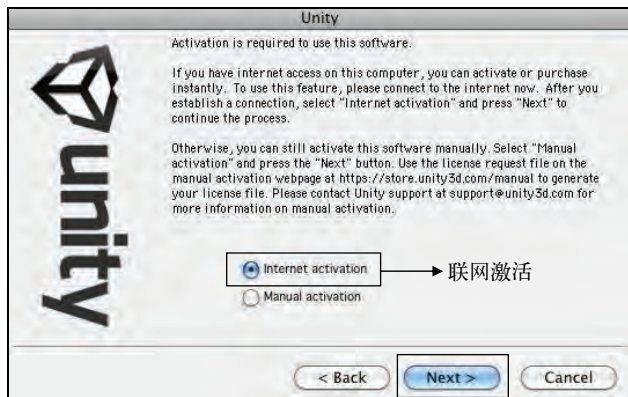 Unity
Activation is required to use this software.
If you have internet access on this computer, you can activate or purchase
instantly. To use this feature, please connect to the internet now. After you
establish a connection, select "Internet activation" and press "Next" to
continue the process.
Otherwise, you can still activate this software manually. Select "Manual
activation" and press the "Next" button. Use the license request file on the
manual activation webpage at https://store.unity3d.com/manual to generate
your license file. Please contact Unity support at support@unity3d.com for
more information on manual activation.
unity
Internet activation
联网激活
Manual activation
< Back
Next >
Cancel